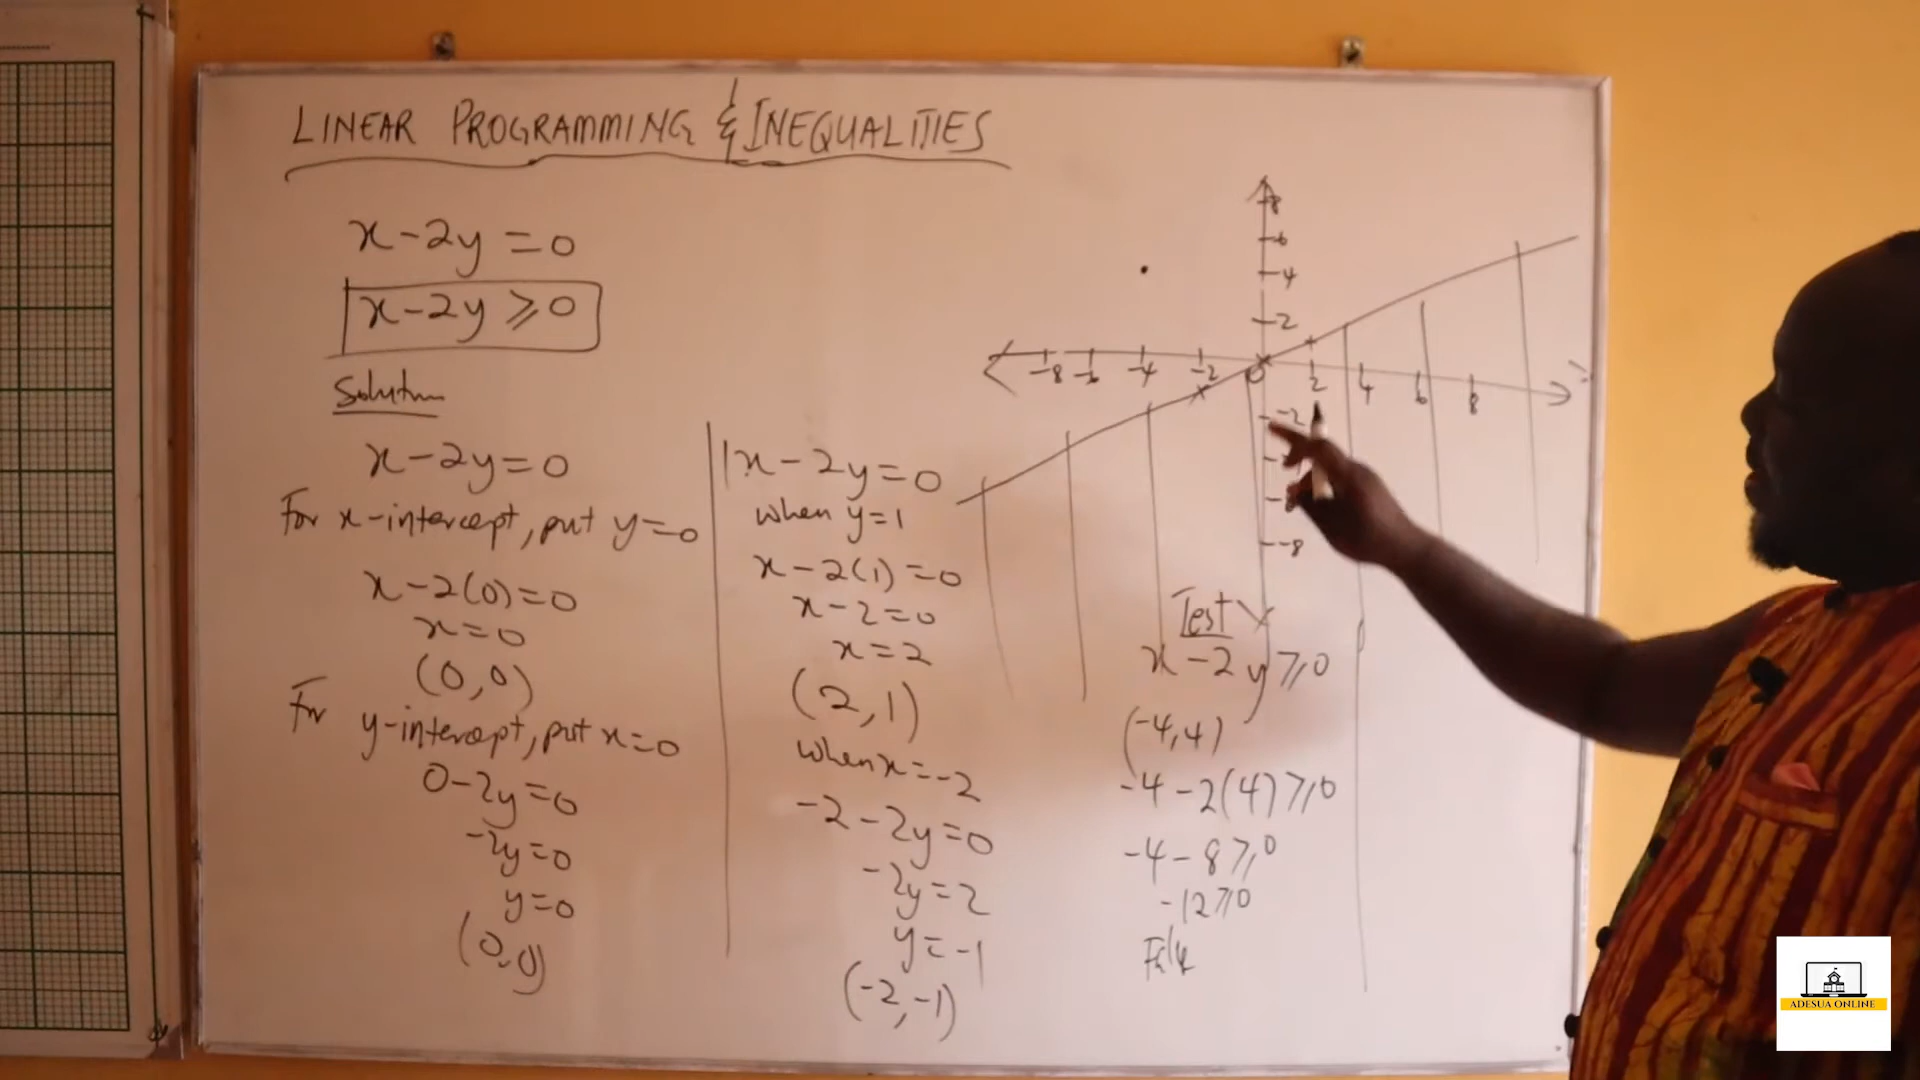 LINEAR PROGRAMMING & INEQUALITIES
x-2y=0
x-2y⩾0
Solution
x-2y=0
For x-intercept, put y=0
x-2(0)=0
x=0
(0,0)
For y-intercept, put x=0
0-2y=0
-2y=0
y=0
(0,0)
x-2y=0
when y=1
x-2(1)=0
x-2=0
x=2
(2,1)
when x=-2
-2-2y=0
-2y=2
y=-1
(-2,-1)
8
6
4
2
-8 -6 -4 -2 0 2 4 6 8
-2
-8
Test
x-2y⩾0
(-4,4)
-4-2(4)⩾0
-4-8⩾0
-12⩾0
ADESUA ONLINE